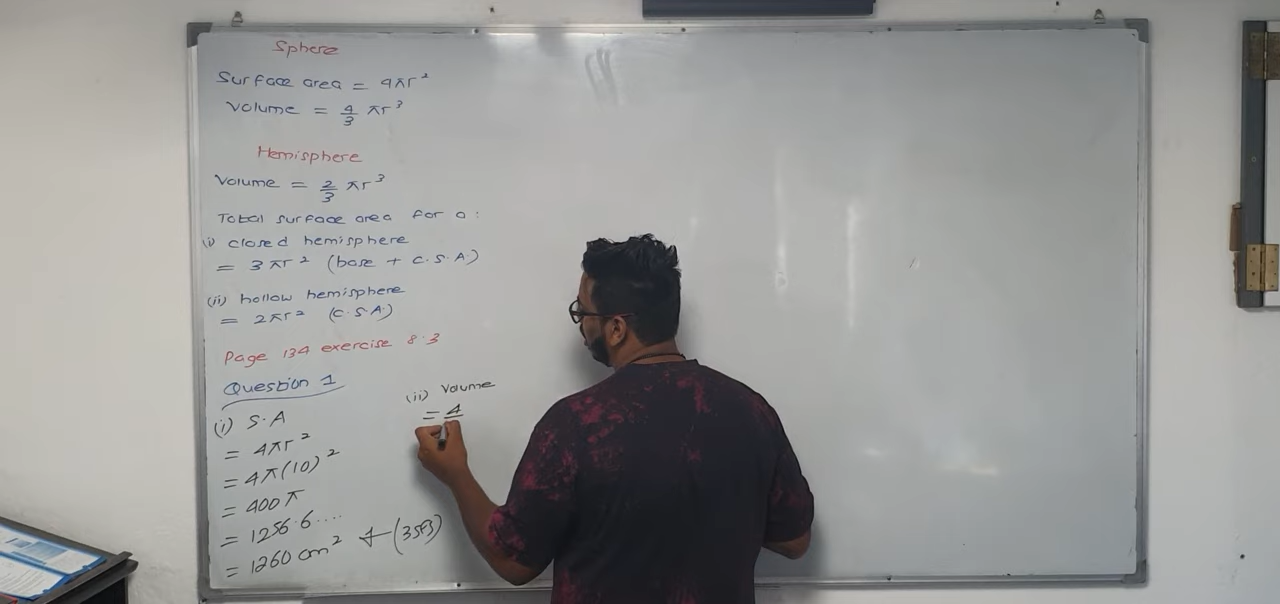 Sphere
Surface area = 4πr²
Volume = 4/3 πr³
Hemisphere
Volume = 2/3 πr³
Total surface area for a:
(i) closed hemisphere
= 3πr² (base + C.S.A.)
(ii) hollow hemisphere
= 2πr² (C.S.A.)
Page 134 exercise 8.3
Question 1
(i) S.A
= 4πr²
= 4π(10)²
= 400π
= 1256.6....
= 1260 cm² ← (3SF)
(ii) Volume
= 4